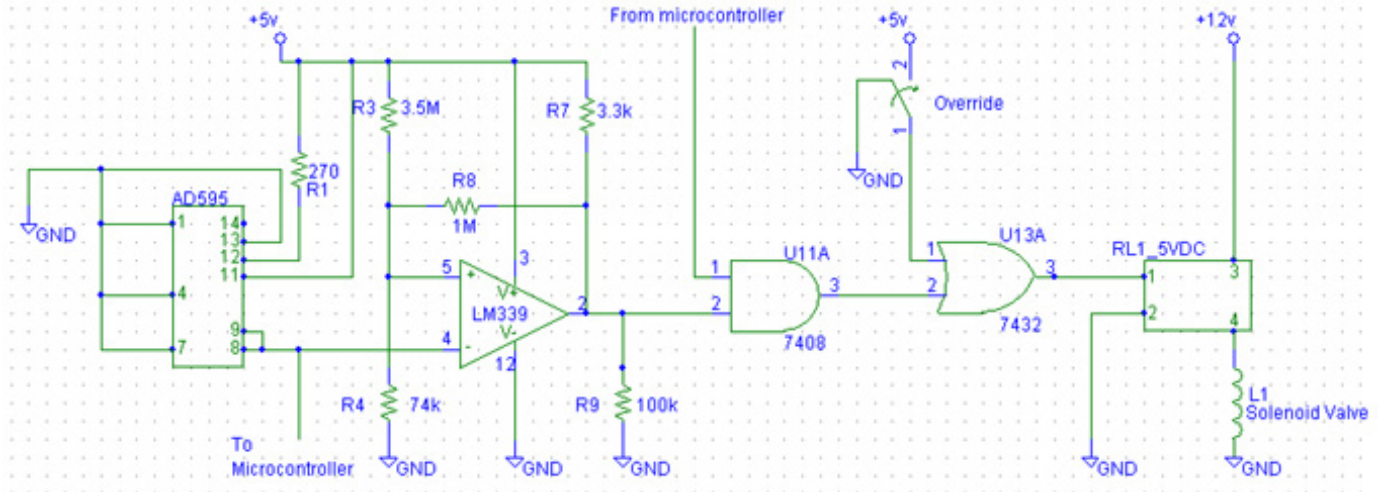 From microcontroller
+5v
+5v
+12v
R3 3.5M
R7 3.3k
2
Override
1
GND
270
R1
R8
1M
AD595
GND
1
14
13
12
11
4
9
8
7
5
+
3
V+
LM339
V-
2
4
-
12
U11A
1
2
3
7408
U13A
1
2
3
7432
RL1_5VDC
1
3
2
4
R4 74k
R9 100k
L1
Solenoid Valve
To
Microcontroller
GND
GND
GND
GND
GND